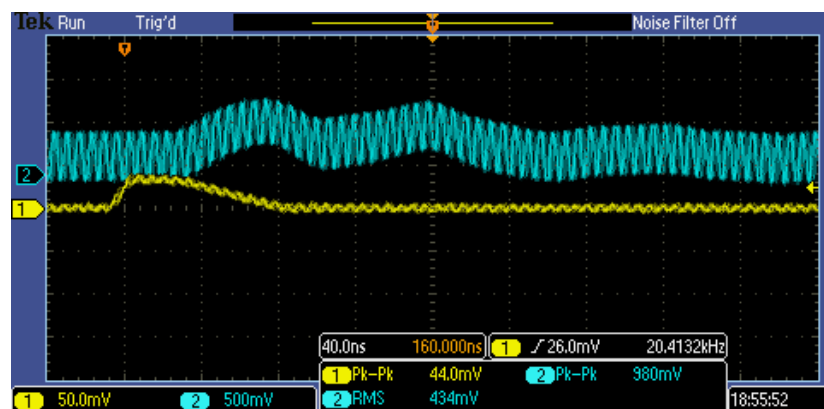 Tek Run Trig'd Noise Filter Off
T
2
1
40.0ns 160.000ns 1 26.0mV 20.4132kHz
1 Pk-Pk 44.0mV 2 Pk-Pk 980mV
2 RMS 434mV
1 50.0mV 2 500mV 18:55:52